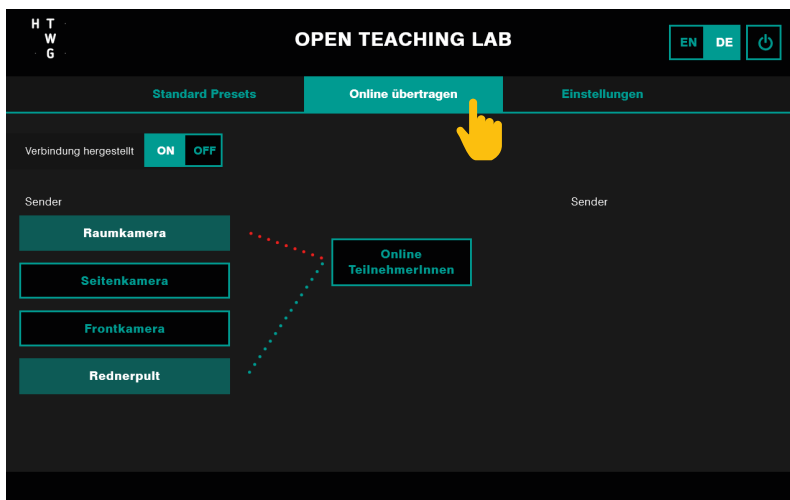 H T
W
G
OPEN TEACHING LAB
EN DE
Standard Presets
Online übertragen
Einstellungen
Verbindung hergestellt
ON OFF
Sender
Sender
Raumkamera
Seitenkamera
Frontkamera
Rednerpult
Online
TeilnehmerInnen